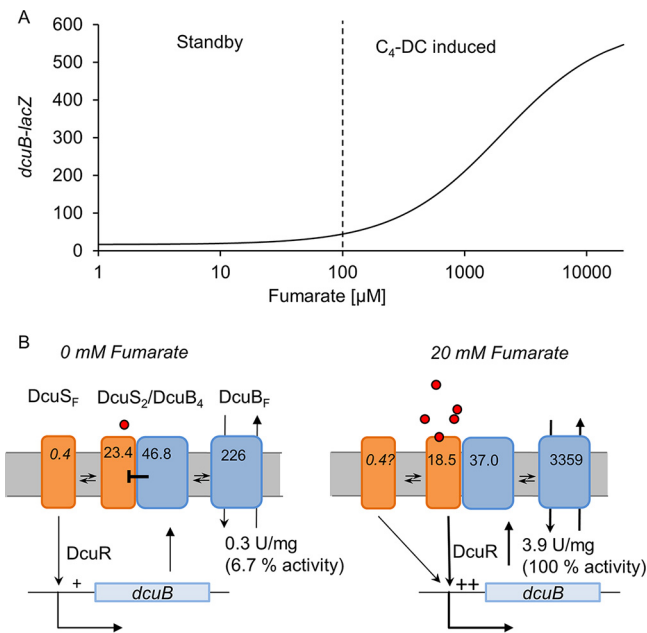 A
600
500
400
300
200
100
0
dcuB-lacZ
Standby
C4-DC induced
1 10 100 1000 10000
Fumarate [µM]
B
0 mM Fumarate
20 mM Fumarate
DcuSF DcuS2/DcuB4 DcuBF
0.4 23.4 46.8 226
0.4? 18.5 37.0 3359
DcuR
0.3 U/mg
(6.7 % activity)
+
dcuB
DcuR
3.9 U/mg
(100 % activity)
++
dcuB